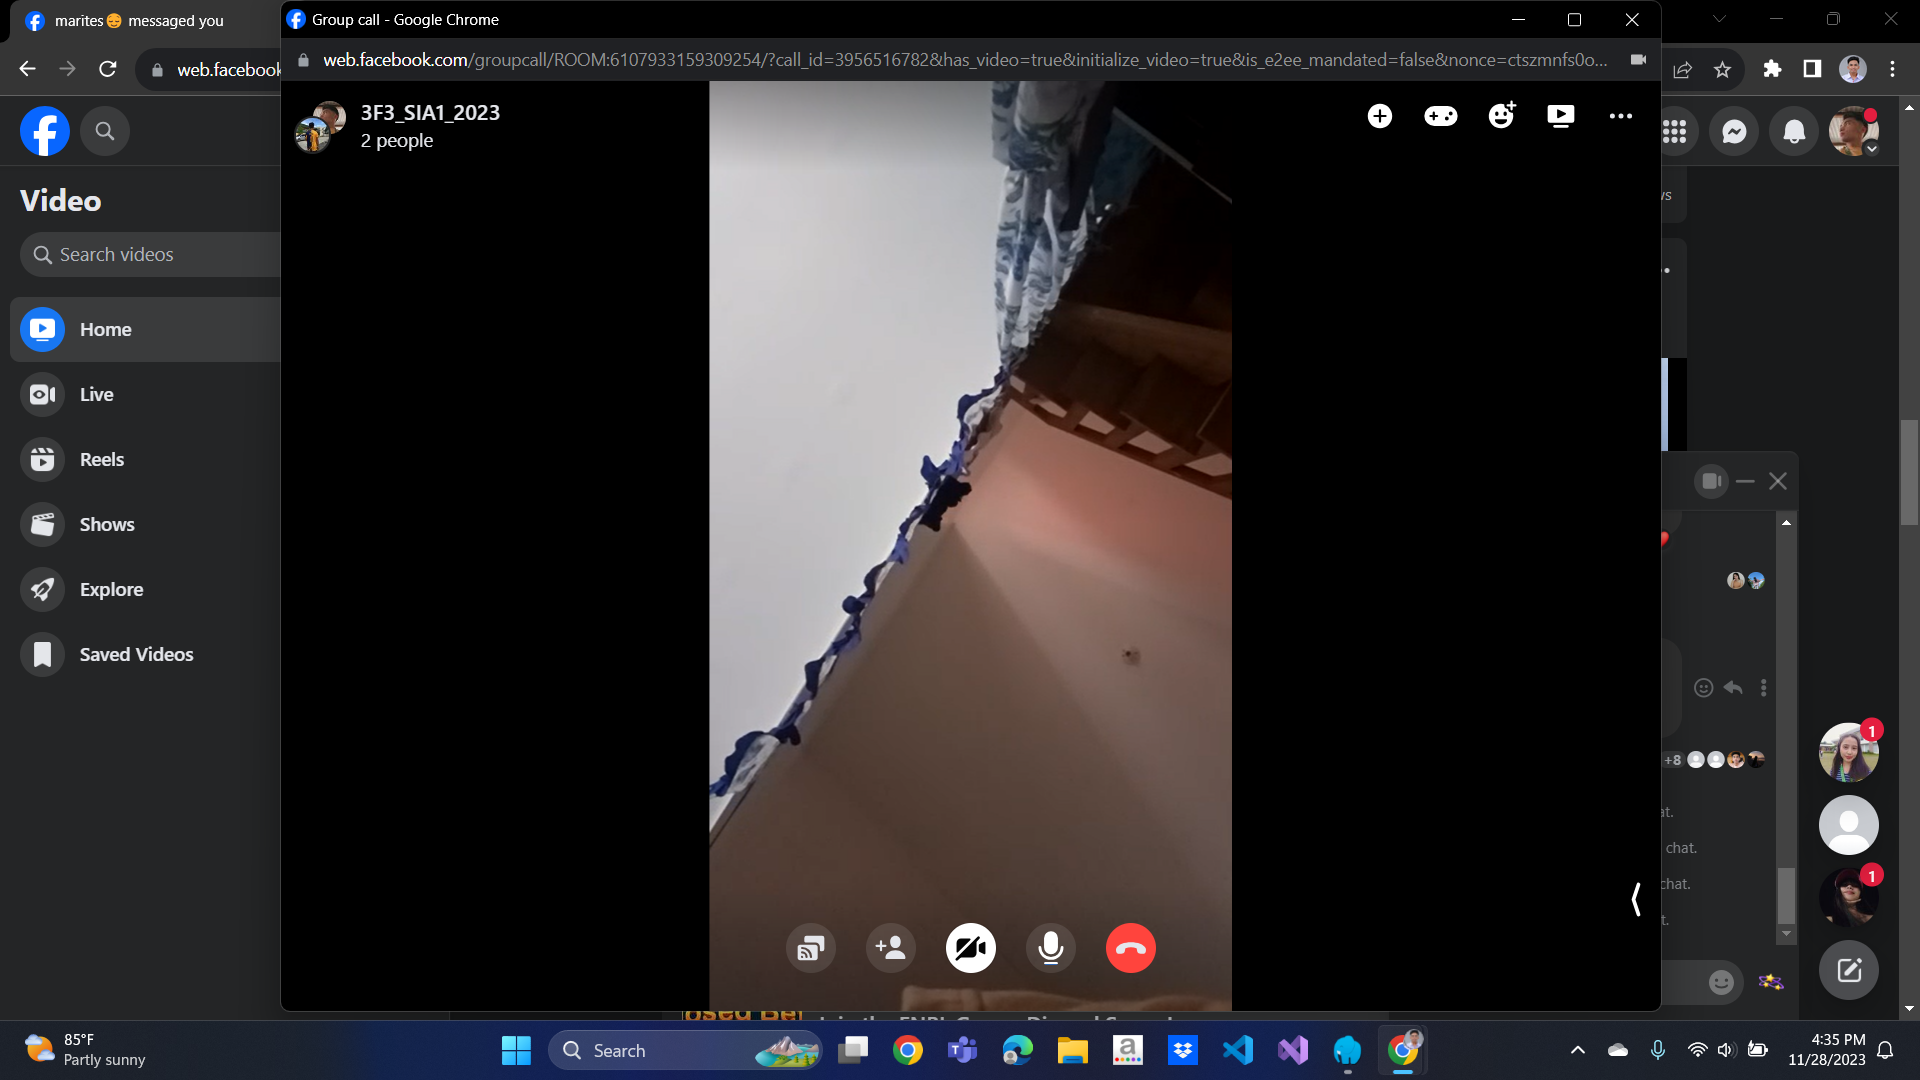 marites😌 messaged you
Group call - Google Chrome
web.facebook
web.facebook.com/groupcall/ROOM:6107933159309254/?call_id=3956516782&has_video=true&initialize_video=true&is_e2ee_mandated=false&nonce=ctszmnfs0o...
3F3_SIA1_2023
2 people
Video
Search videos
Home
Live
Reels
Shows
Explore
Saved Videos
1
+8
at.
chat.
chat.
t.
1
85°F
Partly sunny
Search
4:35 PM
11/28/2023